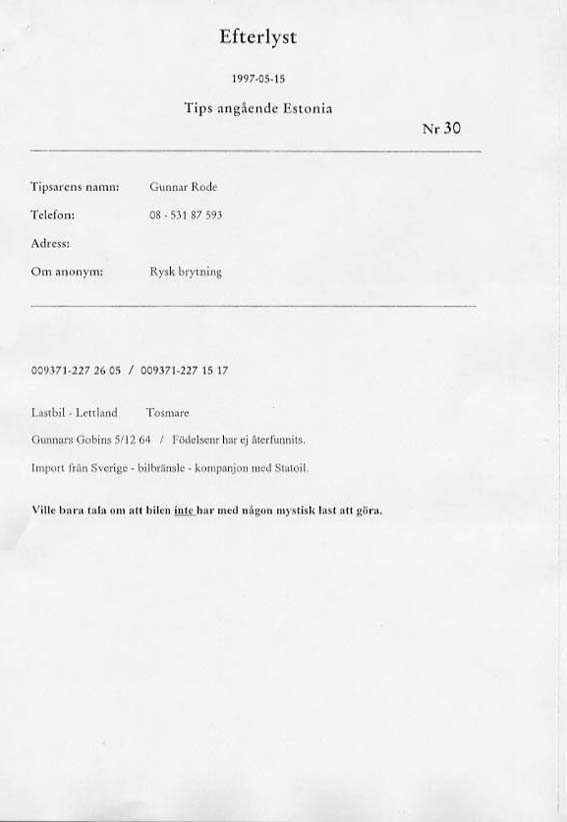 Efterlyst
1997-05-15
Tips angående Estonia
Nr 30
Tipsarens namn: Gunnar Rode
Telefon: 08 - 531 87 593
Adress:
Om anonym: Rysk brytning
009371-227 26 05 / 009371-227 15 17
Lastbil - Lettland Tosmare
Gunnars Gobins 5/12 64 / Födelsenr har ej återfunnits.
Import från Sverige - bilbränsle - kompanjon med Statoil.
Ville bara tala om att bilen inte har med någon mystisk last att göra.